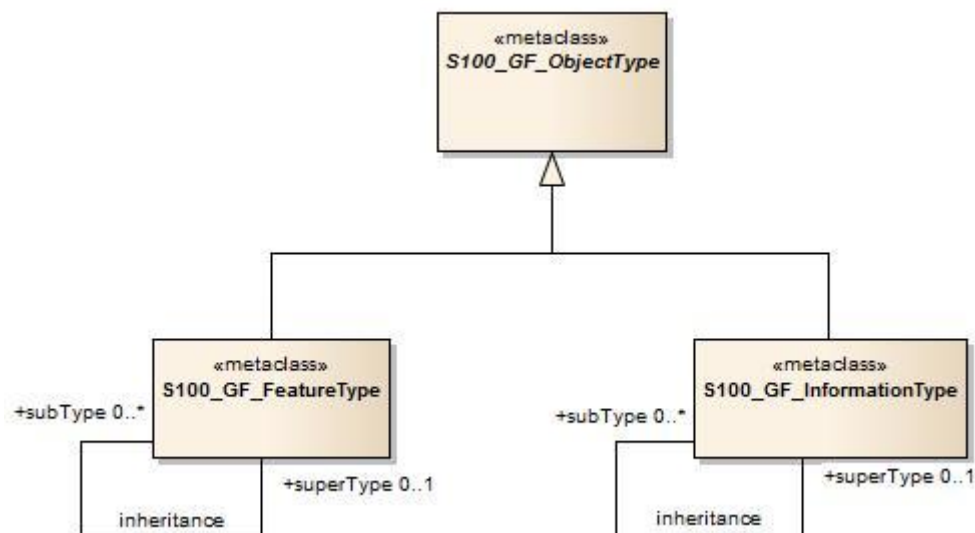 «metaclass»
S100_GF_ObjectType
«metaclass»
S100_GF_FeatureType
+subType 0..*
+superType 0..1
inheritance
«metaclass»
S100_GF_InformationType
+subType 0..*
+superType 0..1
inheritance